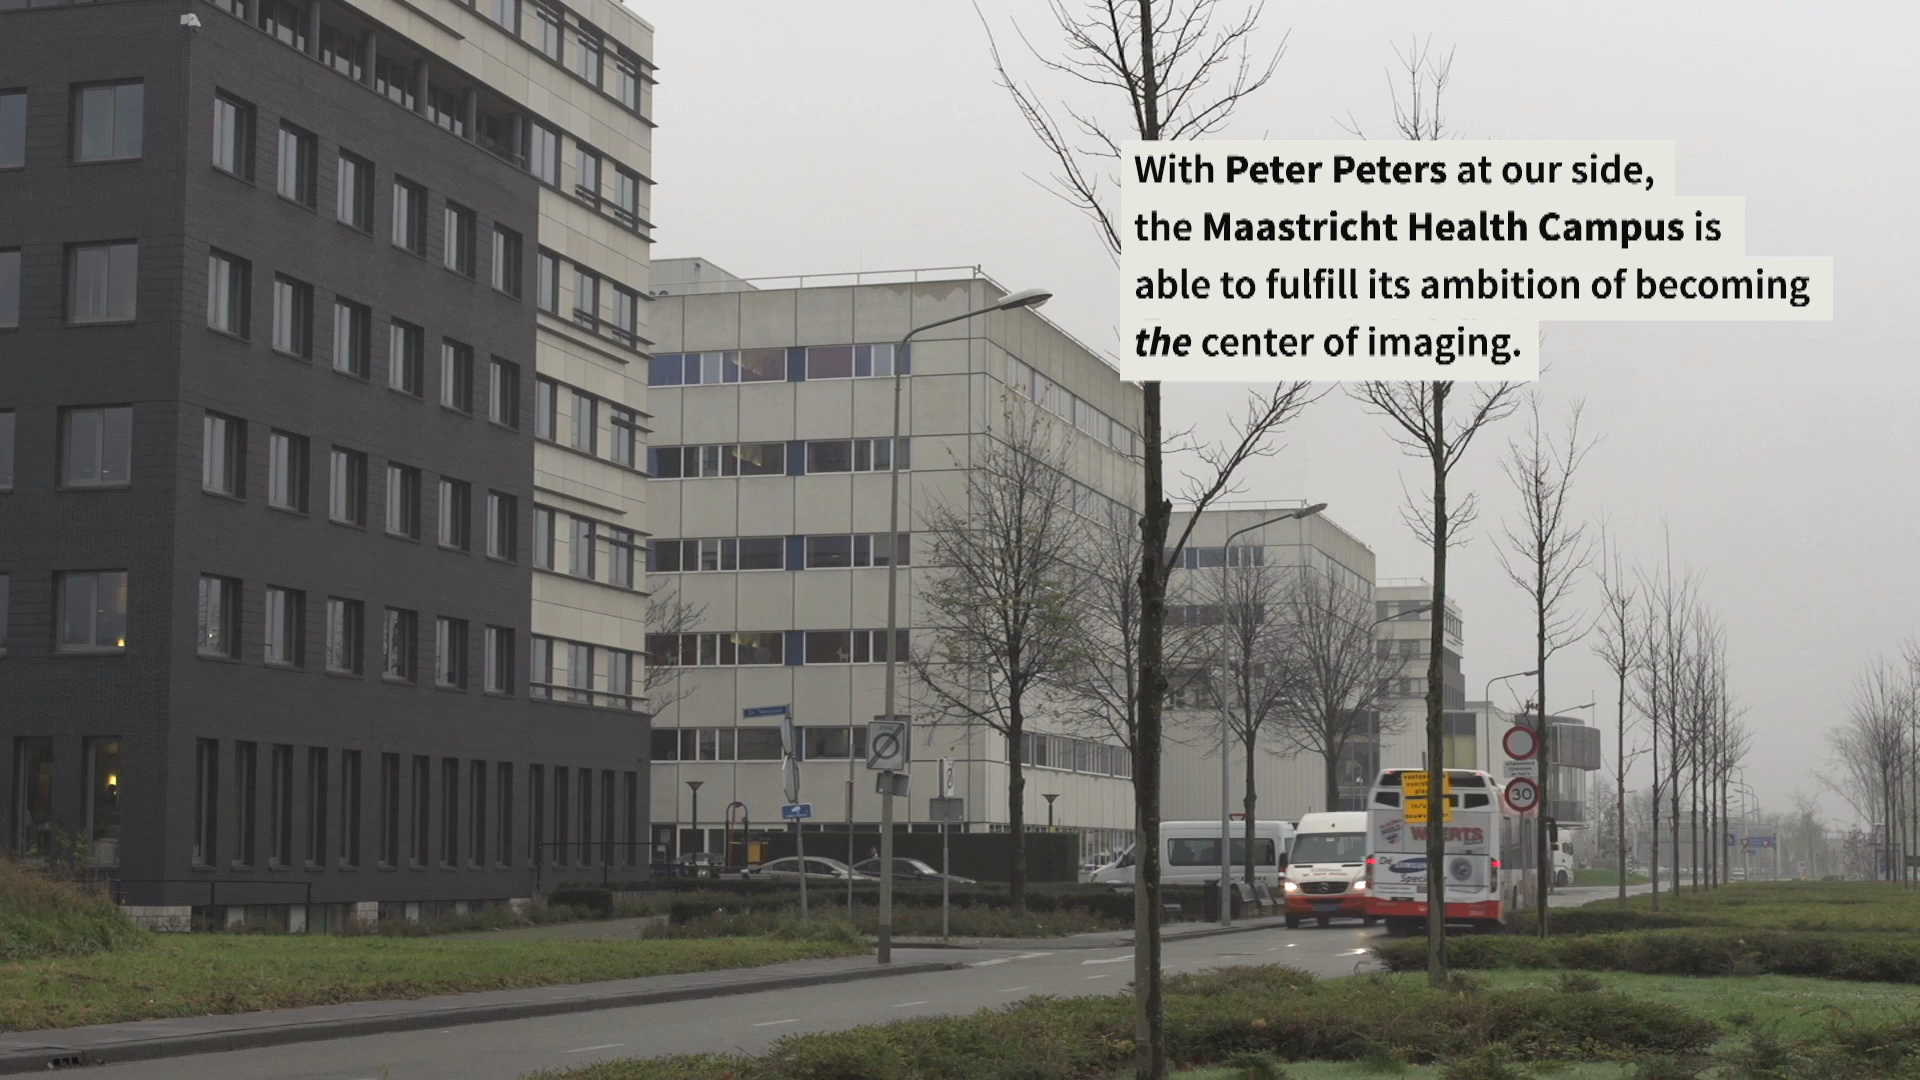 With Peter Peters at our side,
the Maastricht Health Campus is
able to fulfill its ambition of becoming
the center of imaging.
30